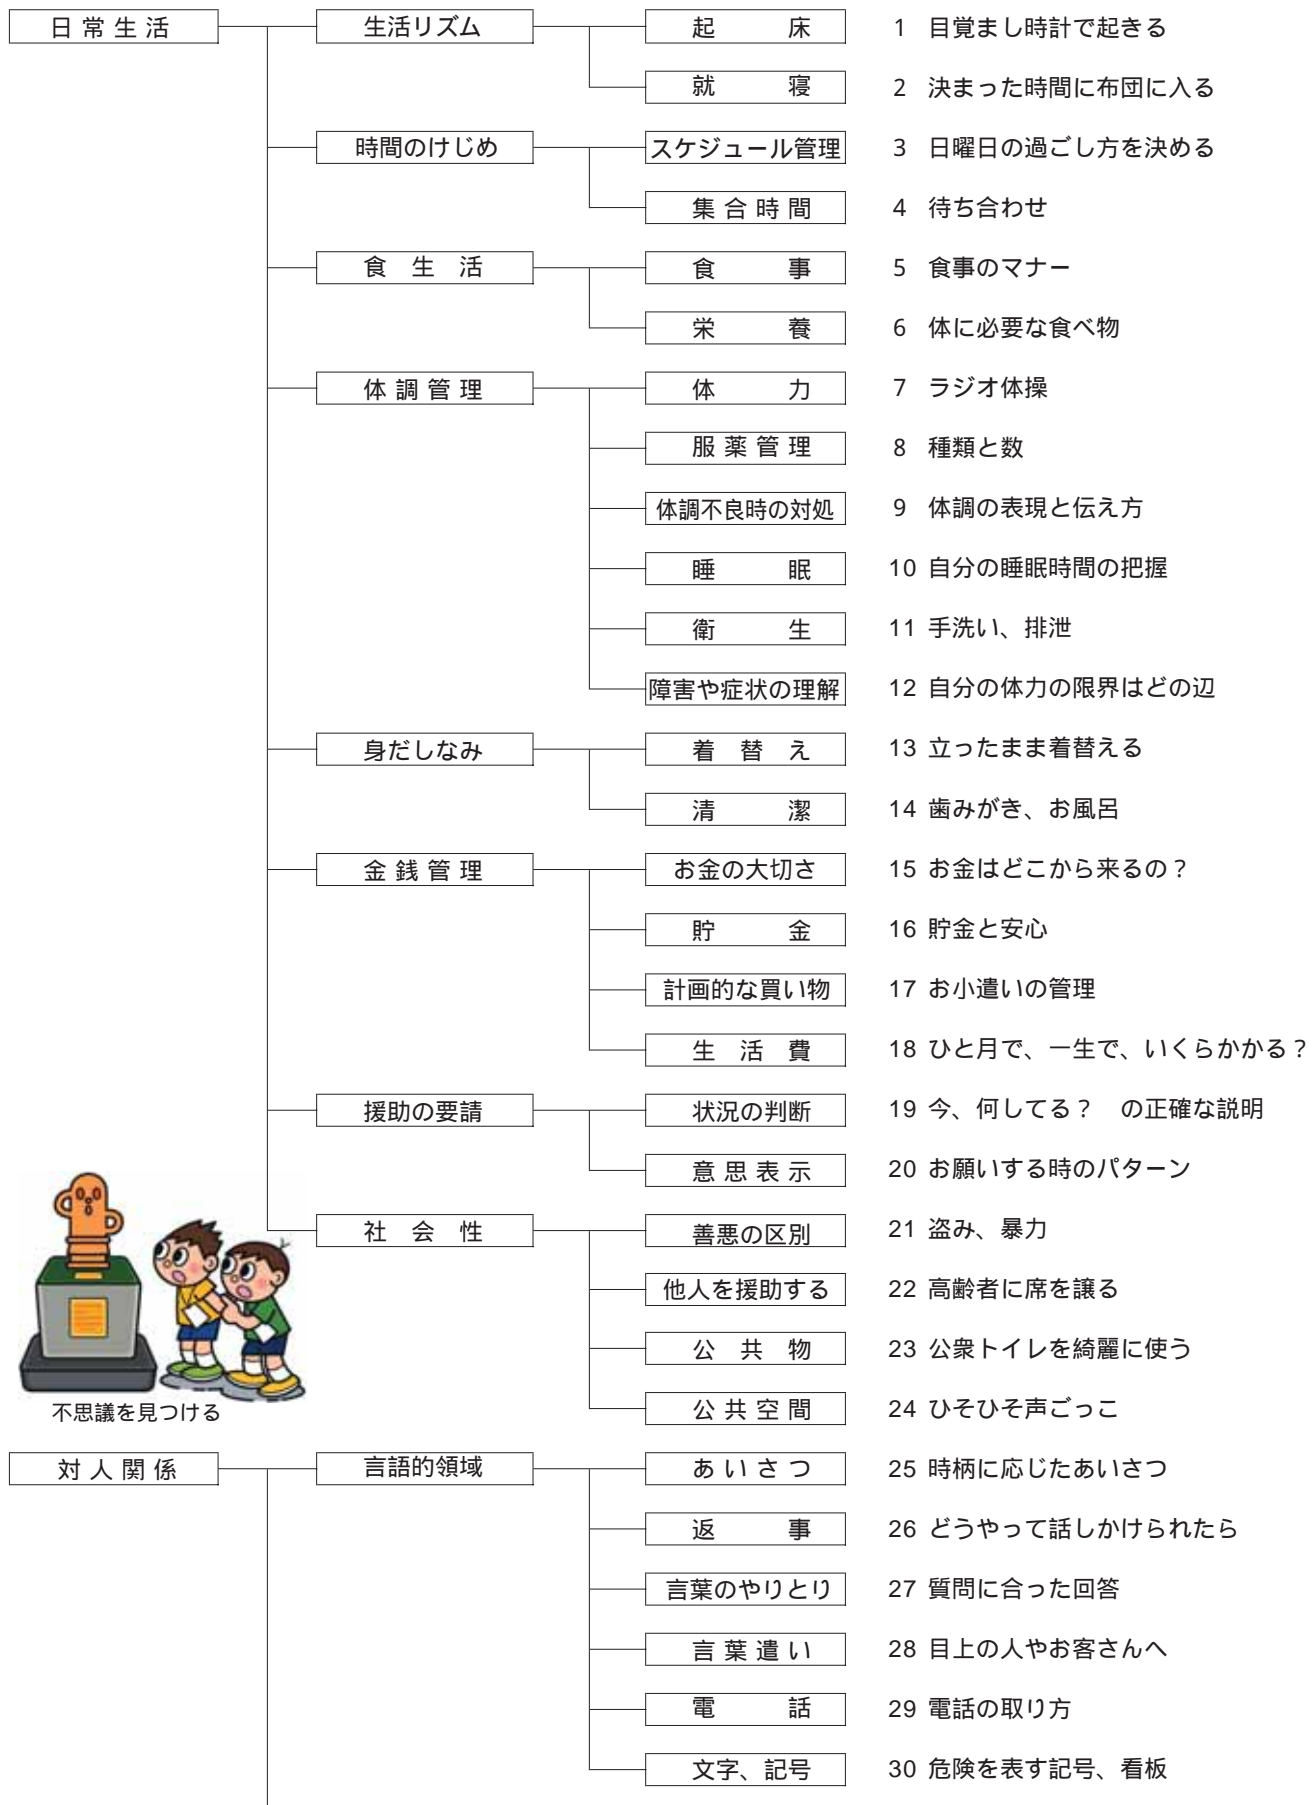 日常生活 生活リズム 起床 1 目覚まし時計で起きる
就寝 2 決まった時間に布団に入る
時間のけじめ スケジュール管理 3 日曜日の過ごし方を決める
集合時間 4 待ち合わせ
食生活 食事 5 食事のマナー
栄養 6 体に必要な食べ物
体調管理 体力 7 ラジオ体操
服薬管理 8 種類と数
体調不良時の対処 9 体調の表現と伝え方
睡眠 10 自分の睡眠時間の把握
衛生 11 手洗い、排泄
障害や症状の理解 12 自分の体力の限界はどの辺
身だしなみ 着替え 13 立ったまま着替える
清潔 14 歯みがき、お風呂
金銭管理 お金の大切さ 15 お金はどこから来るの?
貯金 16 貯金と安心
計画的な買い物 17 お小遣いの管理
生活費 18 ひと月で、一生で、いくらかかる?
援助の要請 状況の判断 19 今、何してる? の正確な説明
意思表示 20 お願いする時のパターン
社会性 善悪の区別 21 盗み、暴力
他人を援助する 22 高齢者に席を譲る
公共物 23 公衆トイレを綺麗に使う
公共空間 24 ひそひそ声ごっこ
不思議を見つける
対人関係 言語的領域 あいさつ 25 時柄に応じたあいさつ
返事 26 どうやって話しかけられたら
言葉のやりとり 27 質問に合った回答
言葉遣い 28 目上の人やお客さんへ
電話 29 電話の取り方
文字、記号 30 危険を表す記号、看板